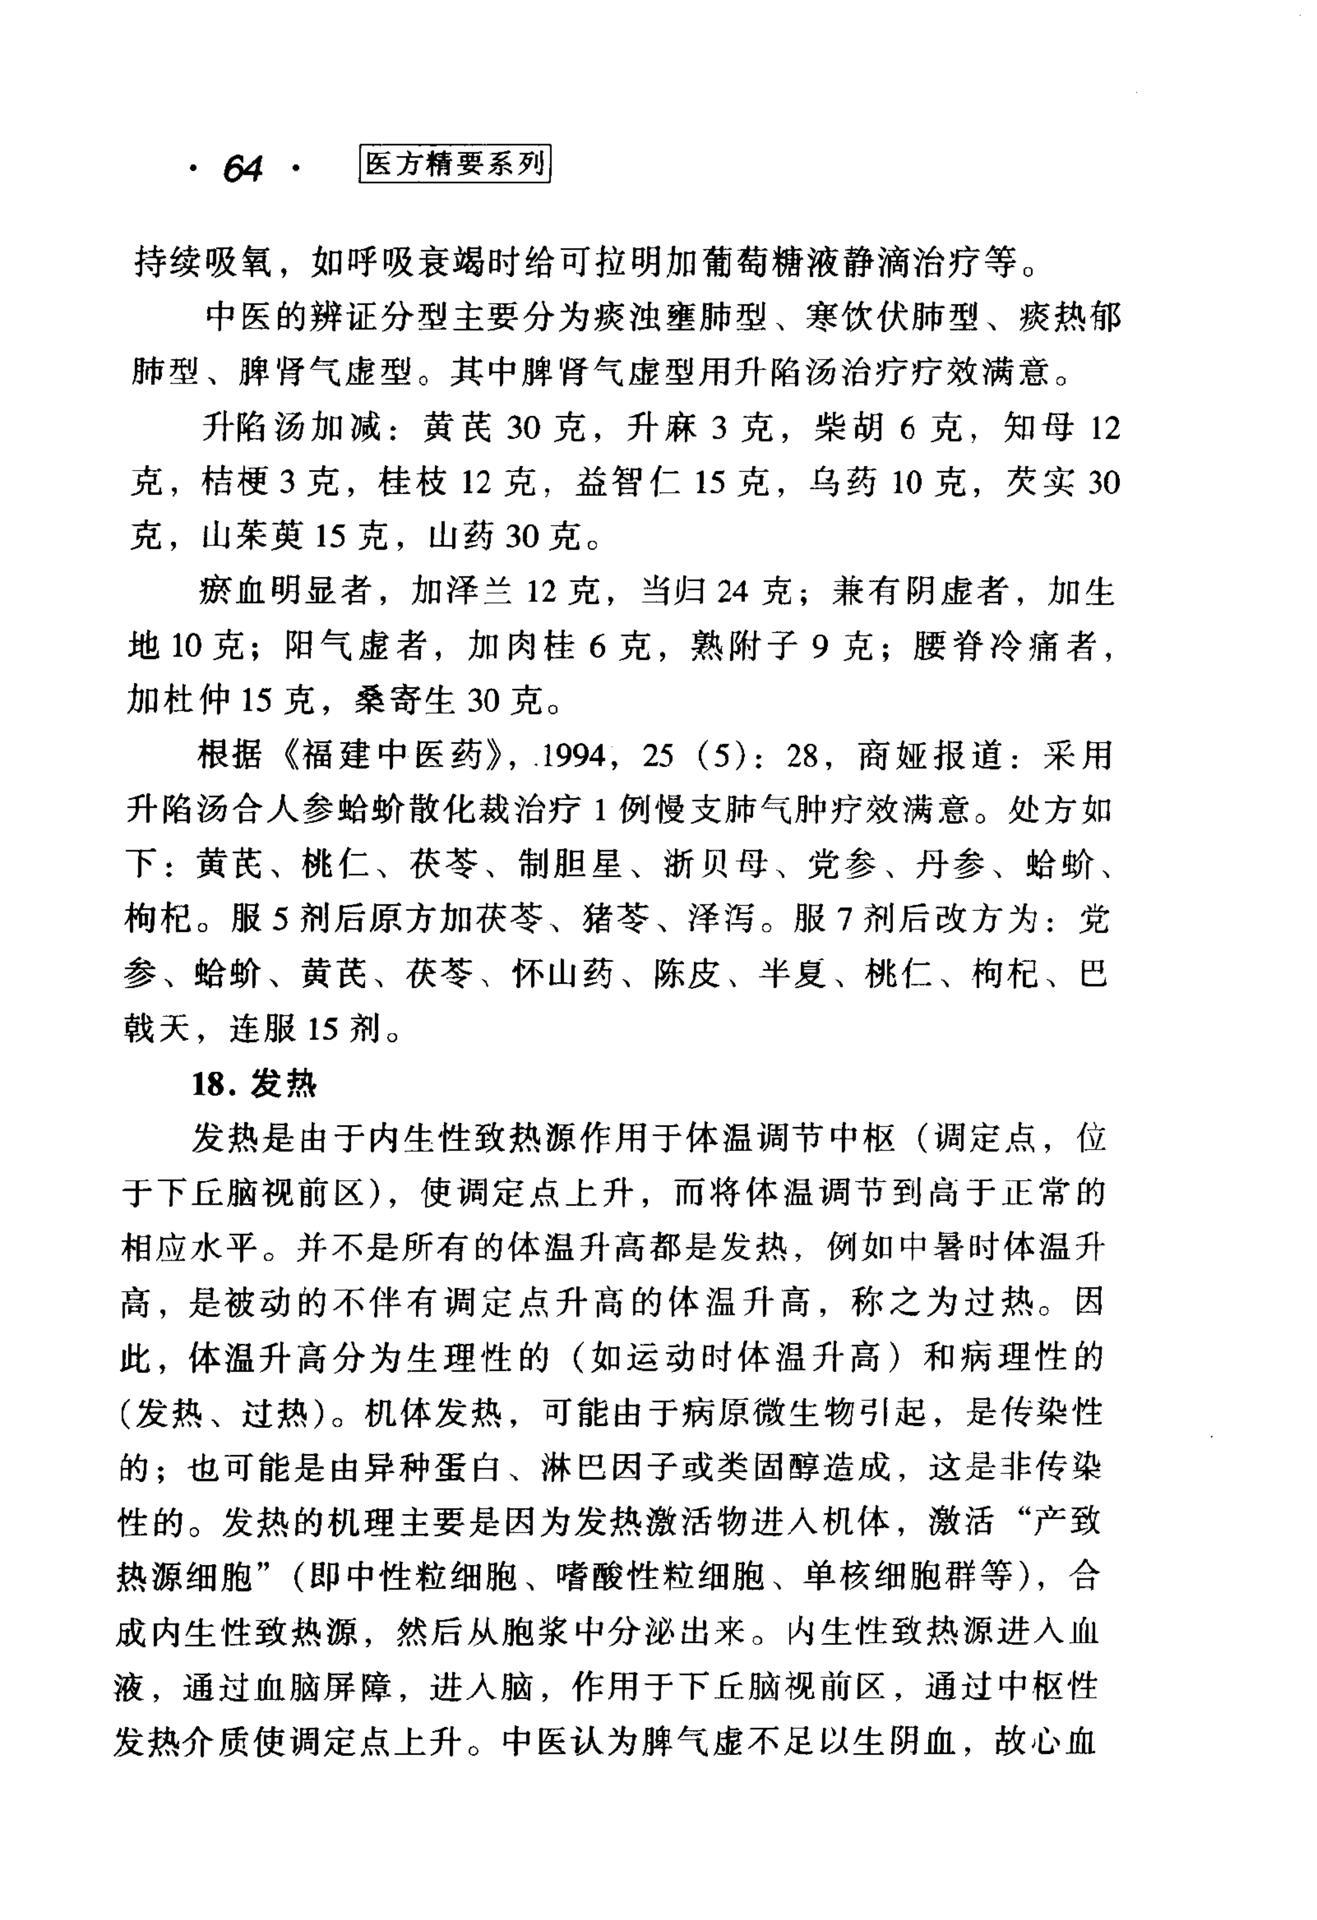 · 64 · 医方精要系列
持续吸氧，如呼吸衰竭时给可拉明加葡萄糖液静滴治疗等。
中医的辨证分型主要分为痰浊壅肺型、寒饮伏肺型、痰热郁
肺型、脾肾气虚型。其中脾肾气虚型用升陷汤治疗疗效满意。
升陷汤加减：黄芪 30 克，升麻 3 克，柴胡 6 克，知母 12
克，桔梗 3 克，桂枝 12 克，益智仁 15 克，乌药 10 克，芡实 30
克，山茱萸 15 克，山药 30 克。
瘀血明显者，加泽兰 12 克，当归 24 克；兼有阴虚者，加生
地 10 克；阳气虚者，加肉桂 6 克，熟附子 9 克；腰脊冷痛者，
加杜仲 15 克，桑寄生 30 克。
根据《福建中医药》，1994，25（5）：28，商娅报道：采用
升陷汤合人参蛤蚧散化裁治疗 1 例慢支肺气肿疗效满意。处方如
下：黄芪、桃仁、茯苓、制胆星、浙贝母、党参、丹参、蛤蚧、
枸杞。服 5 剂后原方加茯苓、猪苓、泽泻。服 7 剂后改方为：党
参、蛤蚧、黄芪、茯苓、怀山药、陈皮、半夏、桃仁、枸杞、巴
戟天，连服 15 剂。
18. 发热
发热是由于内生性致热源作用于体温调节中枢（调定点，位
于下丘脑视前区），使调定点上升，而将体温调节到高于正常的
相应水平。并不是所有的体温升高都是发热，例如中暑时体温升
高，是被动的不伴有调定点升高的体温升高，称之为过热。因
此，体温升高分为生理性的（如运动时体温升高）和病理性的
（发热、过热）。机体发热，可能由于病原微生物引起，是传染性
的；也可能是由异种蛋白、淋巴因子或类固醇造成，这是非传染
性的。发热的机理主要是因为发热激活物进入机体，激活“产致
热源细胞”（即中性粒细胞、嗜酸性粒细胞、单核细胞群等），合
成内生性致热源，然后从胞浆中分泌出来。内生性致热源进入血
液，通过血脑屏障，进入脑，作用于下丘脑视前区，通过中枢性
发热介质使调定点上升。中医认为脾气虚不足以生阴血，故心血